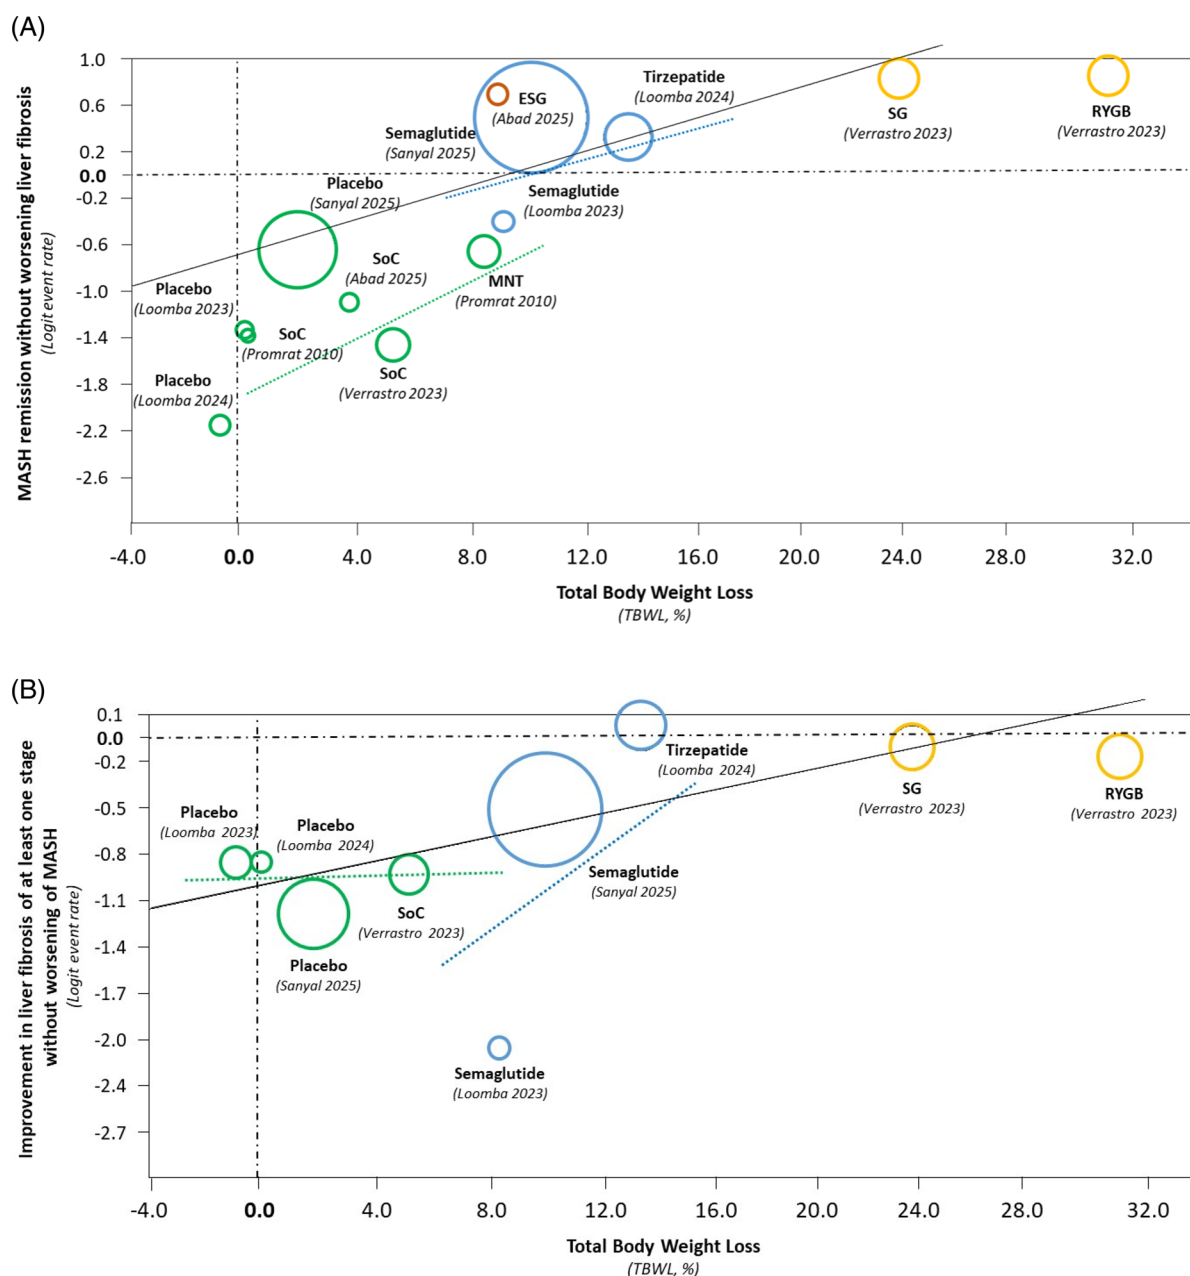 (A)
MASH remission without worsening liver fibrosis
(Logit event rate)
1.0
0.6
0.2
0.0
-0.2
-0.6
-1.0
-1.4
-1.8
-2.2
-2.6
Tirzepatide
(Loomba 2024)
ESG
(Abad 2025)
SG
(Verrastro 2023)
RYGB
(Verrastro 2023)
Semaglutide
(Sanyal 2025)
Placebo
(Sanyal 2025)
Semaglutide
(Loomba 2023)
SoC
(Abad 2025)
MNT
(Promrat 2010)
Placebo
(Loomba 2023)
SoC
(Promrat 2010)
SoC
(Verrastro 2023)
Placebo
(Loomba 2024)
-4.0 0.0 4.0 8.0 12.0 16.0 20.0 24.0 28.0 32.0
Total Body Weight Loss
(TBWL, %)
(B)
Improvement in liver fibrosis of at least one stage
without worsening of MASH
(Logit event rate)
0.1
0.0
-0.2
-0.5
-0.8
-1.1
-1.4
-1.7
-2.0
-2.4
-2.7
Tirzepatide
(Loomba 2024)
SG
(Verrastro 2023)
RYGB
(Verrastro 2023)
Placebo
(Loomba 2023)
Placebo
(Loomba 2024)
Semaglutide
(Sanyal 2025)
SoC
(Verrastro 2023)
Placebo
(Sanyal 2025)
Semaglutide
(Loomba 2023)
-4.0 0.0 4.0 8.0 12.0 16.0 20.0 24.0 28.0 32.0
Total Body Weight Loss
(TBWL, %)